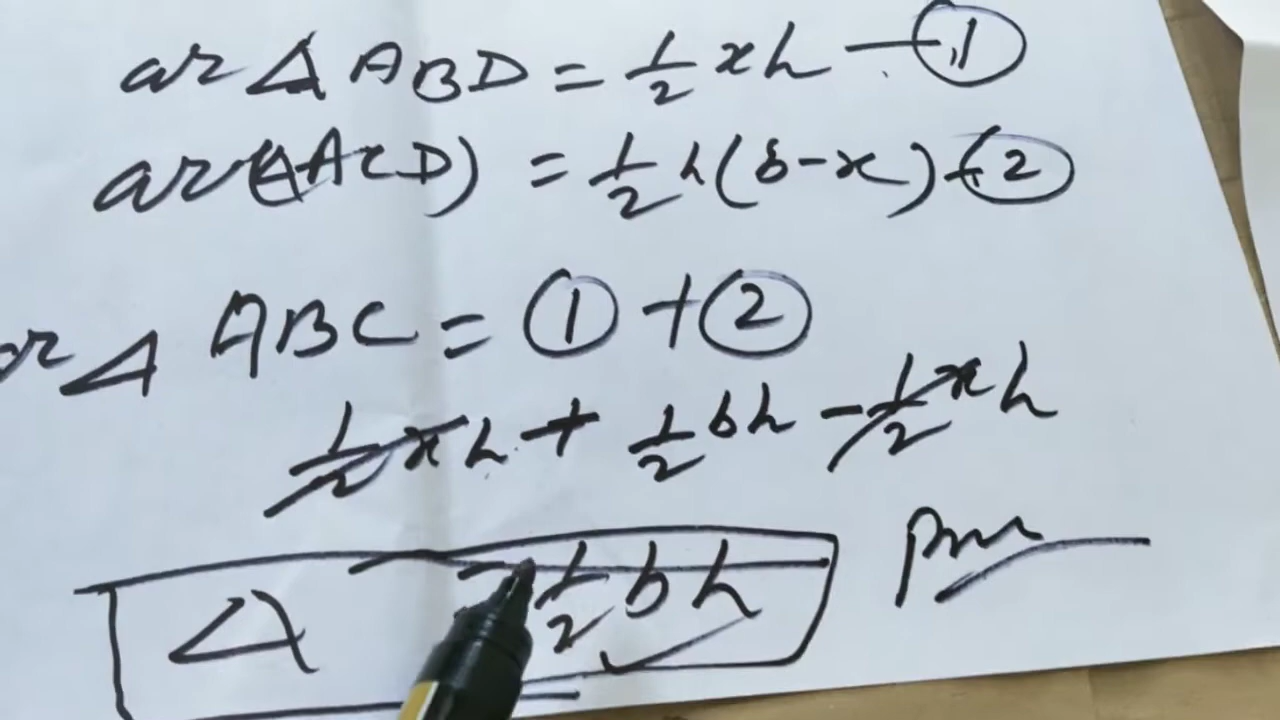 ar Δ ABD = 1/2 xh — ①
ar(ΔACD) = 1/2 h(b-x) — ②
ar Δ ABC = ① + ②
1/2 xh + 1/2 bh - 1/2 xh
Δ = 1/2 bh